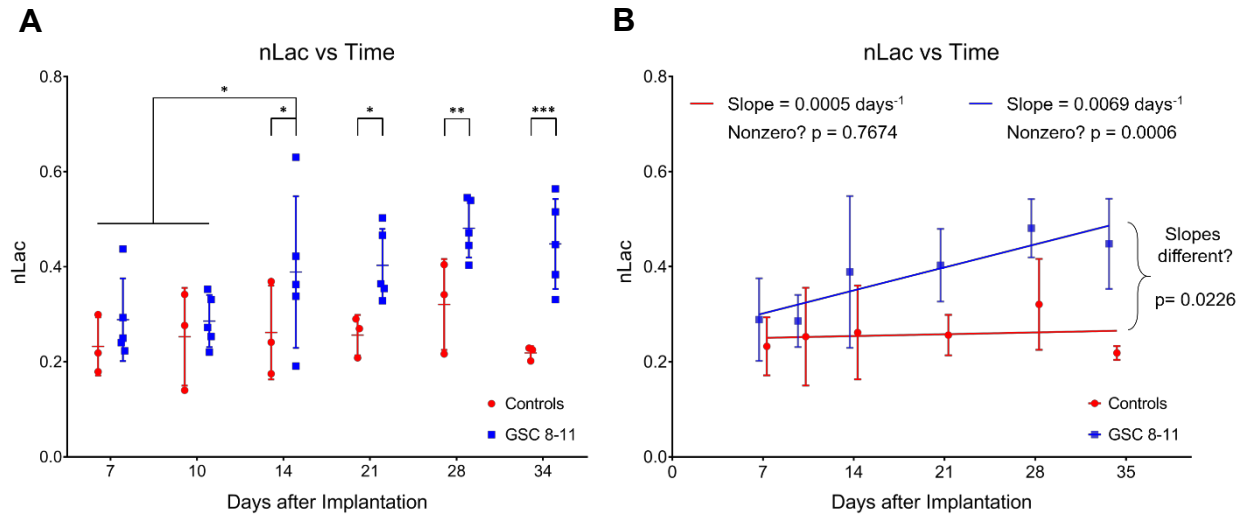 A
nLac vs Time
nLac
0.8
0.6
0.4
0.2
0.0
*
*
*
**
***
Controls
GSC 8-11
7
10
14
21
28
34
Days after Implantation
B
nLac vs Time
nLac
0.8
0.6
0.4
0.2
0.0
Slope = 0.0005 days⁻¹
Nonzero? p = 0.7674
Slope = 0.0069 days⁻¹
Nonzero? p = 0.0006
Slopes
different?
p= 0.0226
Controls
GSC 8-11
0
7
14
21
28
35
Days after Implantation